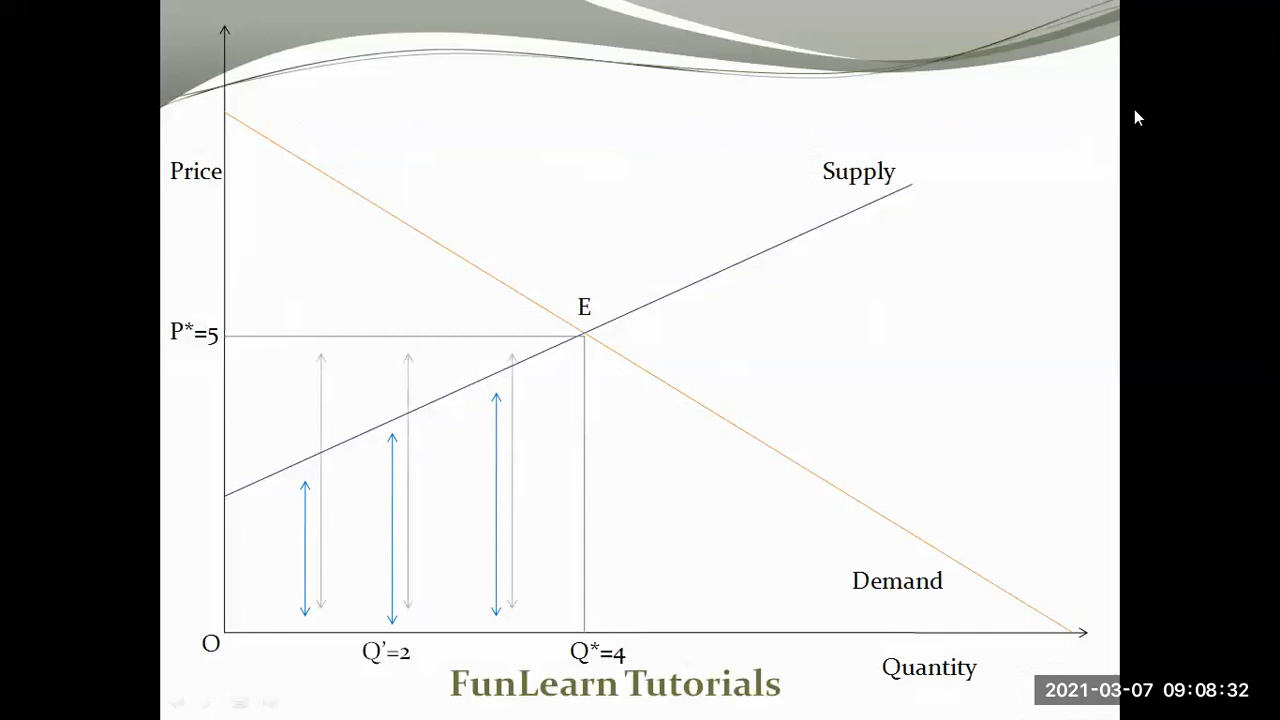 Price
Supply
E
P*=5
Demand
O
Q’=2
Q*=4
Quantity
FunLearn Tutorials
2021-03-07 09:08:32